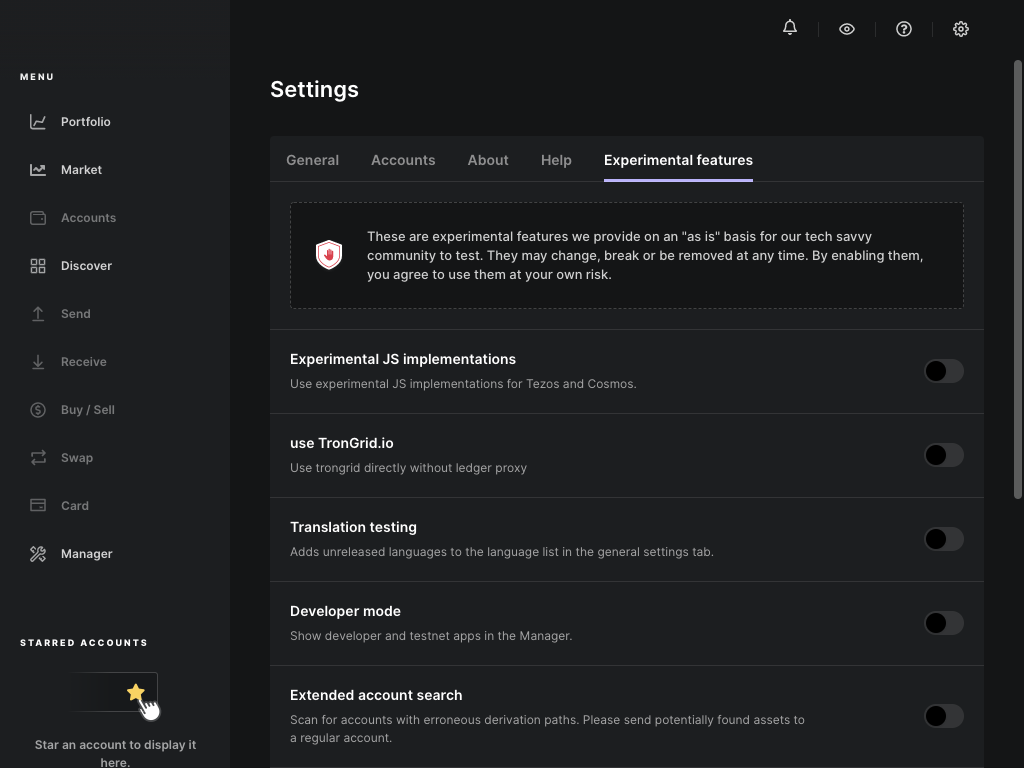 MENU
Portfolio
Market
Accounts
Discover
Send
Receive
Buy / Sell
Swap
Card
Manager
STARRED ACCOUNTS
Star an account to display it
here.
Settings
General
Accounts
About
Help
Experimental features
These are experimental features we provide on an "as is" basis for our tech savvy
community to test. They may change, break or be removed at any time. By enabling them,
you agree to use them at your own risk.
Experimental JS implementations
Use experimental JS implementations for Tezos and Cosmos.
use TronGrid.io
Use trongrid directly without ledger proxy
Translation testing
Adds unreleased languages to the language list in the general settings tab.
Developer mode
Show developer and testnet apps in the Manager.
Extended account search
Scan for accounts with erroneous derivation paths. Please send potentially found assets to
a regular account.